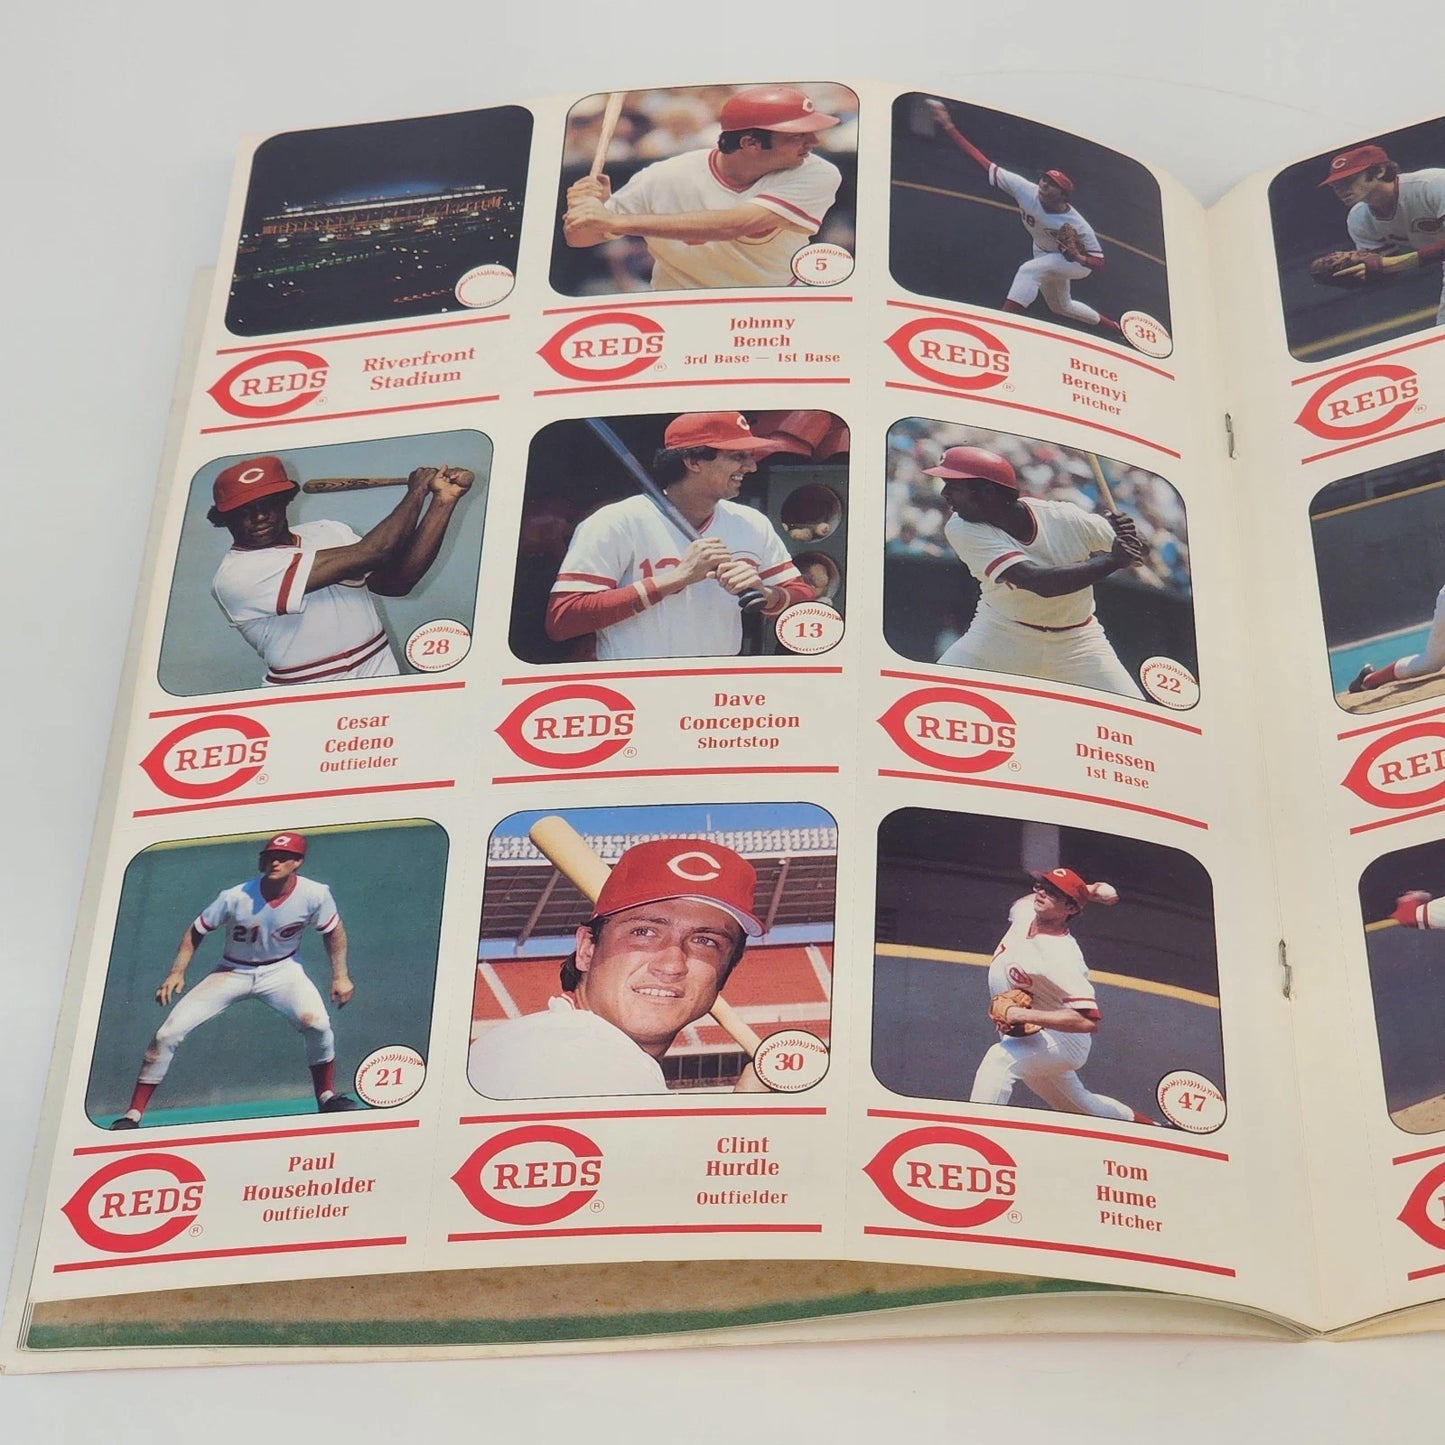 REDS
®
Riverfront
Stadium
5
REDS
®
Johnny
Bench
3rd Base — 1st Base
38
REDS
®
Bruce
Berenyi
Pitcher
REDS
®
28
REDS
®
Cesar
Cedeno
Outfielder
13
13
REDS
®
Dave
Concepcion
Shortstop
22
REDS
®
Dan
Driessen
1st Base
21
21
REDS
®
Paul
Householder
Outfielder
30
REDS
®
Clint
Hurdle
Outfielder
47
REDS
®
Tom
Hume
Pitcher